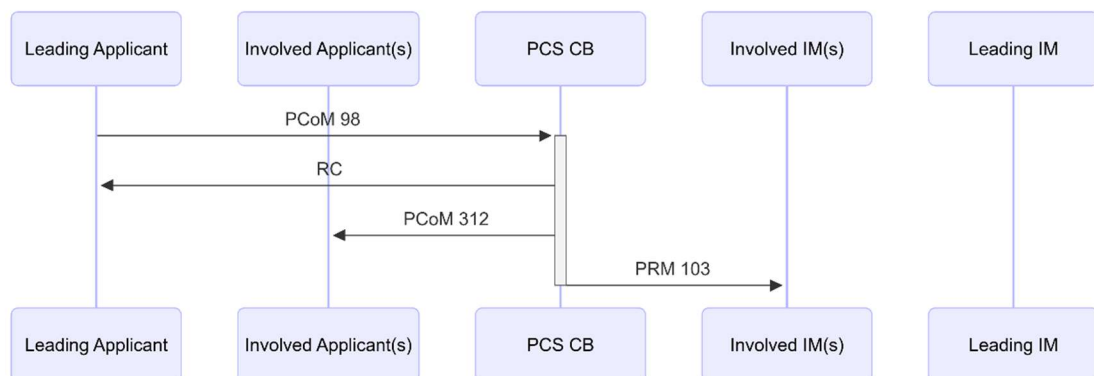 Leading Applicant
Involved Applicant(s)
PCS CB
Involved IM(s)
Leading IM
PCoM 98
RC
PCoM 312
PRM 103
Leading Applicant
Involved Applicant(s)
PCS CB
Involved IM(s)
Leading IM